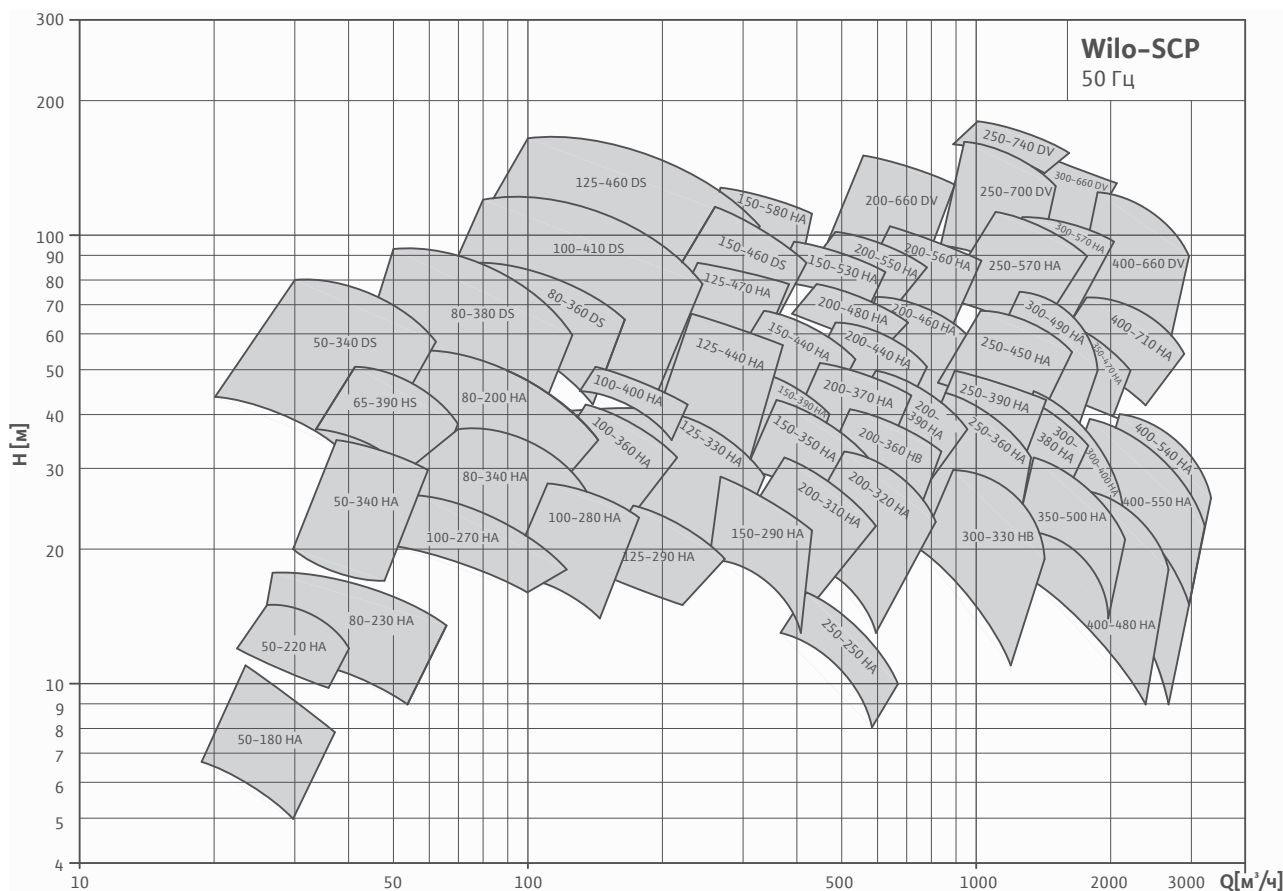 300
Wilo-SCP
50 Гц
200
250-740 DV
125-460 DS
300-660 DV
150-580 HA
200-660 DV
250-700 DV
100
300-570 HA
100-410 DS
150-460 DS
200-550 HA
200-560 HA
90
150-530 HA
250-570 HA
400-660 DV
80
125-470 HA
80-360 DS
70
80-380 DS
200-480 HA
200-460 HA
300-490 HA
400-710 HA
60
50-340 DS
150-440 HA
125-440 HA
200-440 HA
250-450 HA
350-470 HA
50
100-400 HA
65-390 HS
80-200 HA
150-390 HA
200-370 HA
250-390 HA
40
200-
390 HA
H [м]
100-360 HA
125-330 HA
150-350 HA
200-360 HB
250-360 HA
300-
380 HA
300-400 HA
400-540 HA
30
80-340 HA
50-340 HA
100-280 HA
200-310 HA
200-320 HA
350-500 HA
400-550 HA
100-270 HA
150-290 HA
300-330 HB
20
125-290 HA
80-230 HA
400-480 HA
50-220 HA
250-250 HA
10
9
8
50-180 HA
7
6
5
4
10
50
100
200
500
1000
2000
3000
Q[м³/ч]